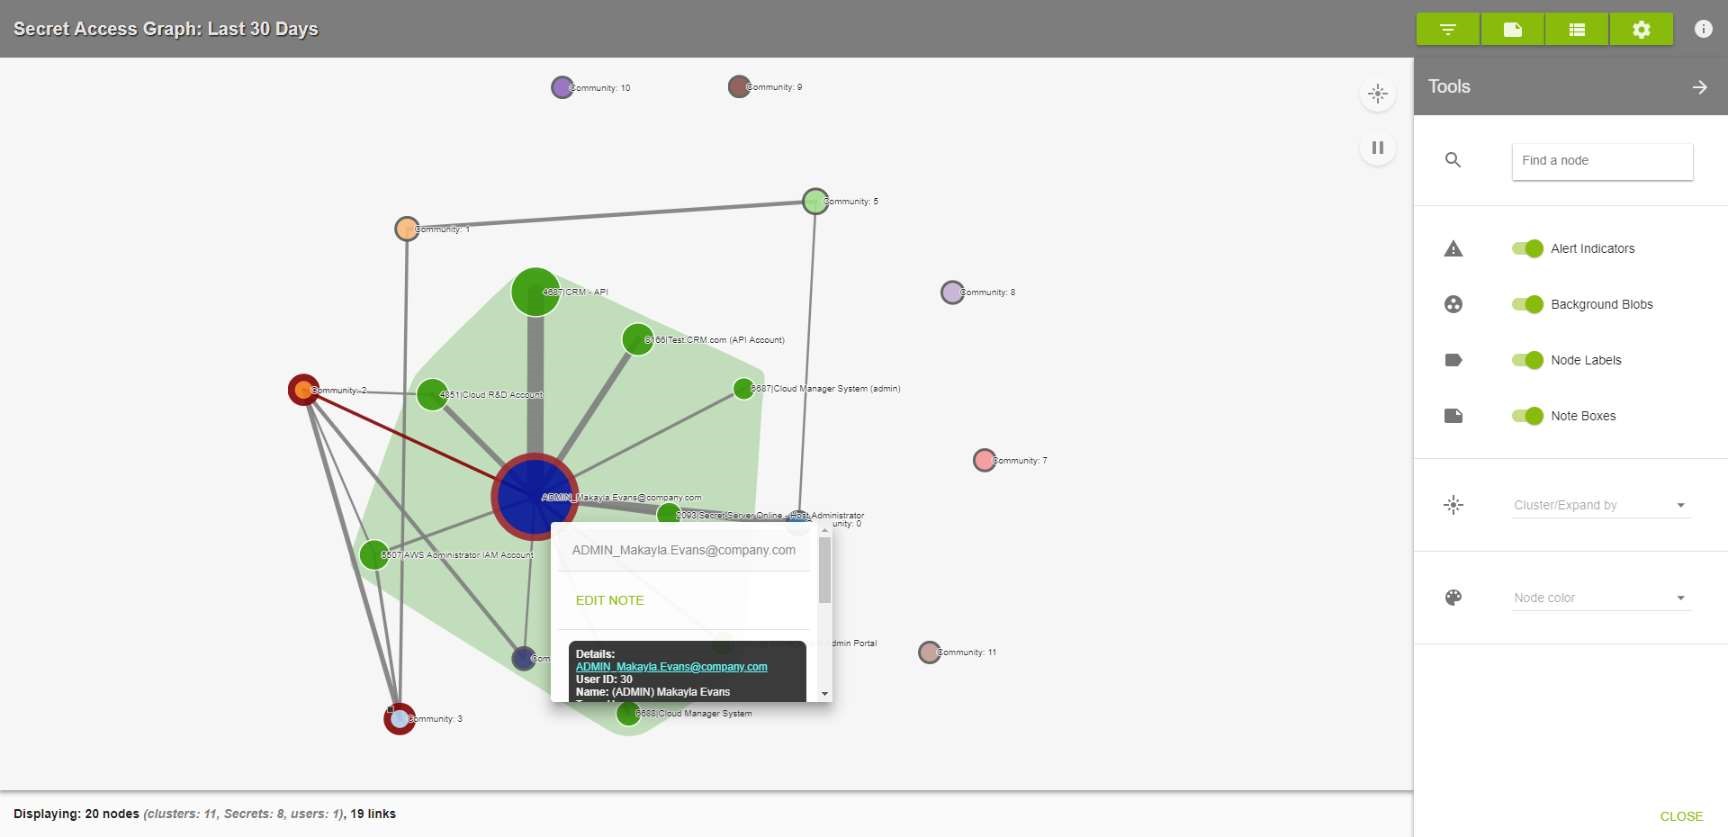 Secret Access Graph: Last 30 Days
Tools
Find a node
Alert Indicators
Background Blobs
Node Labels
Note Boxes
Cluster/Expand by
Node color
CLOSE
Community: 10
Community: 9
Community: 5
Community: 1
Community: 8
4687|CRM - API
8166|Test.CRM.com (API Account)
Community: 2
6687|Cloud Manager System (admin)
4351|Cloud R&D Account
Community: 7
ADMIN_Makayla.Evans@company.com
2093|Secret Server Online - Host Administrator
unity: 0
5507|AWS Administrator IAM Account
ADMIN_Makayla.Evans@company.com
EDIT NOTE
dmin Portal
Community: 11
Com
Details:
ADMIN_Makayla.Evans@company.com
User ID: 30
Name: (ADMIN) Makayla Evans
6688|Cloud Manager System
Community: 3
Displaying: 20 nodes (clusters: 11, Secrets: 8, users: 1), 19 links